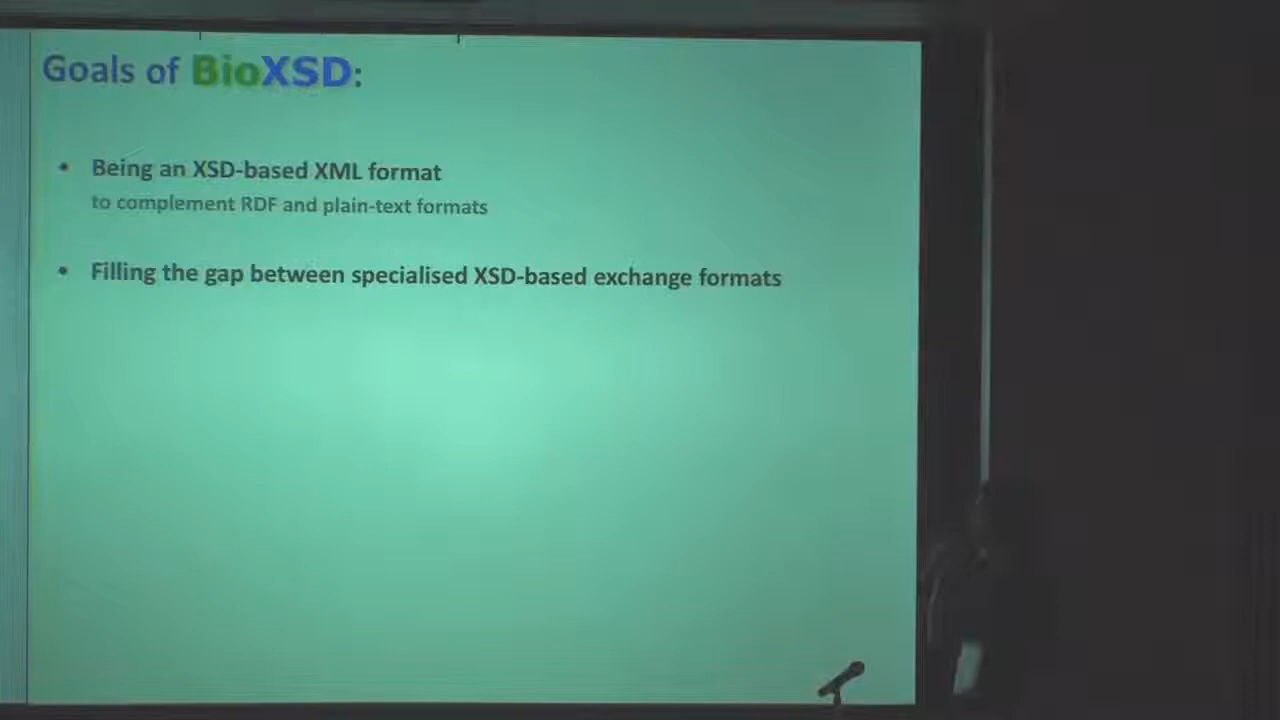 Goals of BioXSD:
• Being an XSD-based XML format
to complement RDF and plain-text formats
• Filling the gap between specialised XSD-based exchange formats